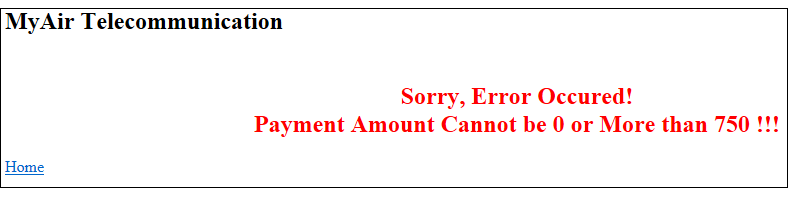 MyAir Telecommunication
Sorry, Error Occured!
Payment Amount Cannot be 0 or More than 750 !!!
Home